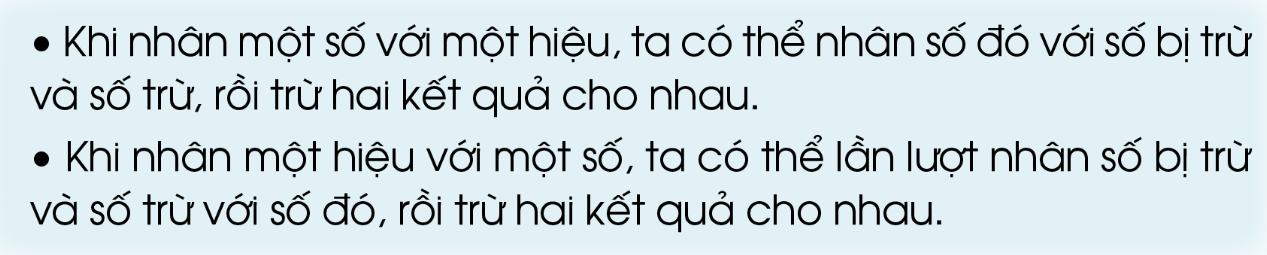 • Khi nhân một số với một hiệu, ta có thể nhân số đó với số bị trừ
và số trừ, rồi trừ hai kết quả cho nhau.
• Khi nhân một hiệu với một số, ta có thể lần lượt nhân số bị trừ
và số trừ với số đó, rồi trừ hai kết quả cho nhau.